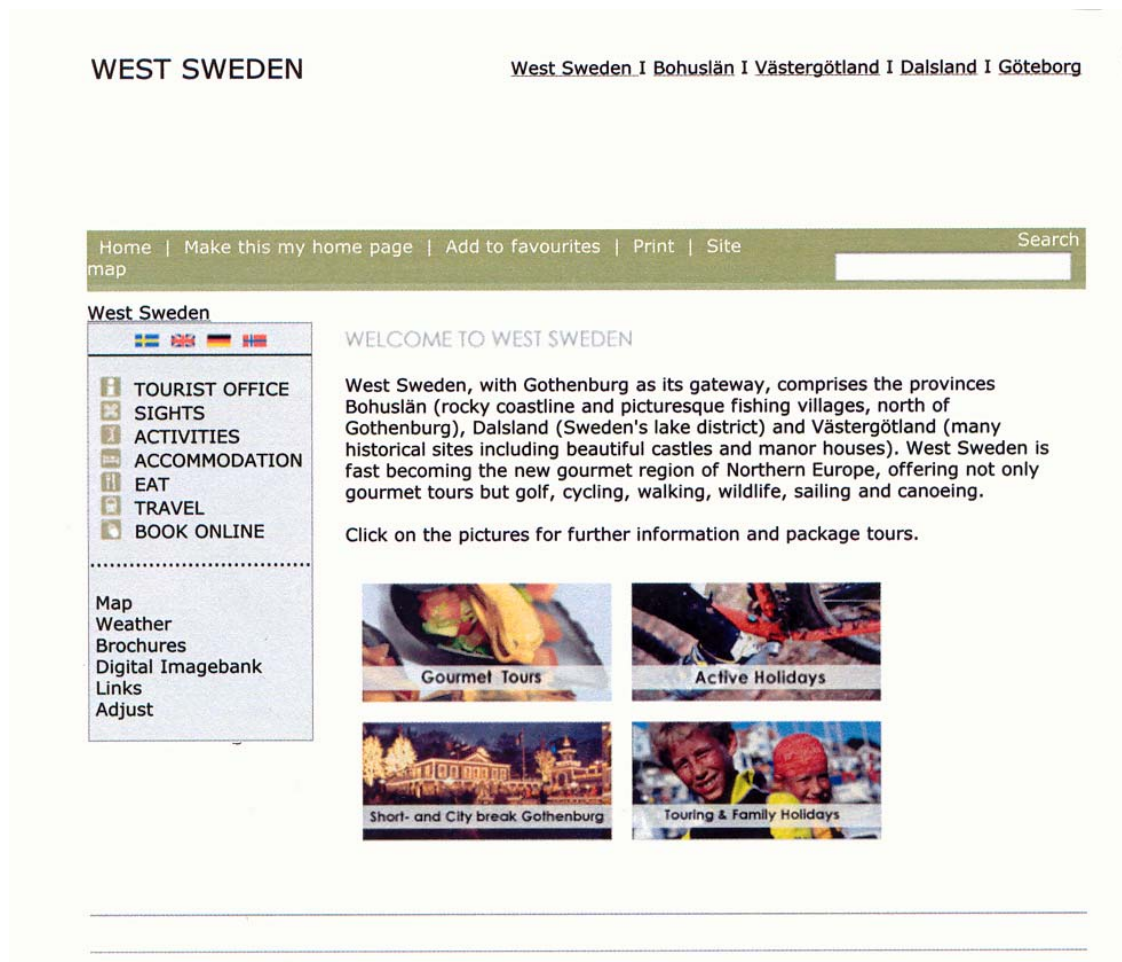 WEST SWEDEN
West Sweden I Bohuslän I Västergötland I Dalsland I Göteborg
Home | Make this my home page | Add to favourites | Print | Site
map
Search
West Sweden
TOURIST OFFICE
SIGHTS
ACTIVITIES
ACCOMMODATION
EAT
TRAVEL
BOOK ONLINE
Map
Weather
Brochures
Digital Imagebank
Links
Adjust
WELCOME TO WEST SWEDEN
West Sweden, with Gothenburg as its gateway, comprises the provinces
Bohuslän (rocky coastline and picturesque fishing villages, north of
Gothenburg), Dalsland (Sweden's lake district) and Västergötland (many
historical sites including beautiful castles and manor houses). West Sweden is
fast becoming the new gourmet region of Northern Europe, offering not only
gourmet tours but golf, cycling, walking, wildlife, sailing and canoeing.
Click on the pictures for further information and package tours.
Gourmet Tours
Active Holidays
Short- and City break Gothenburg
Touring & Family Holidays